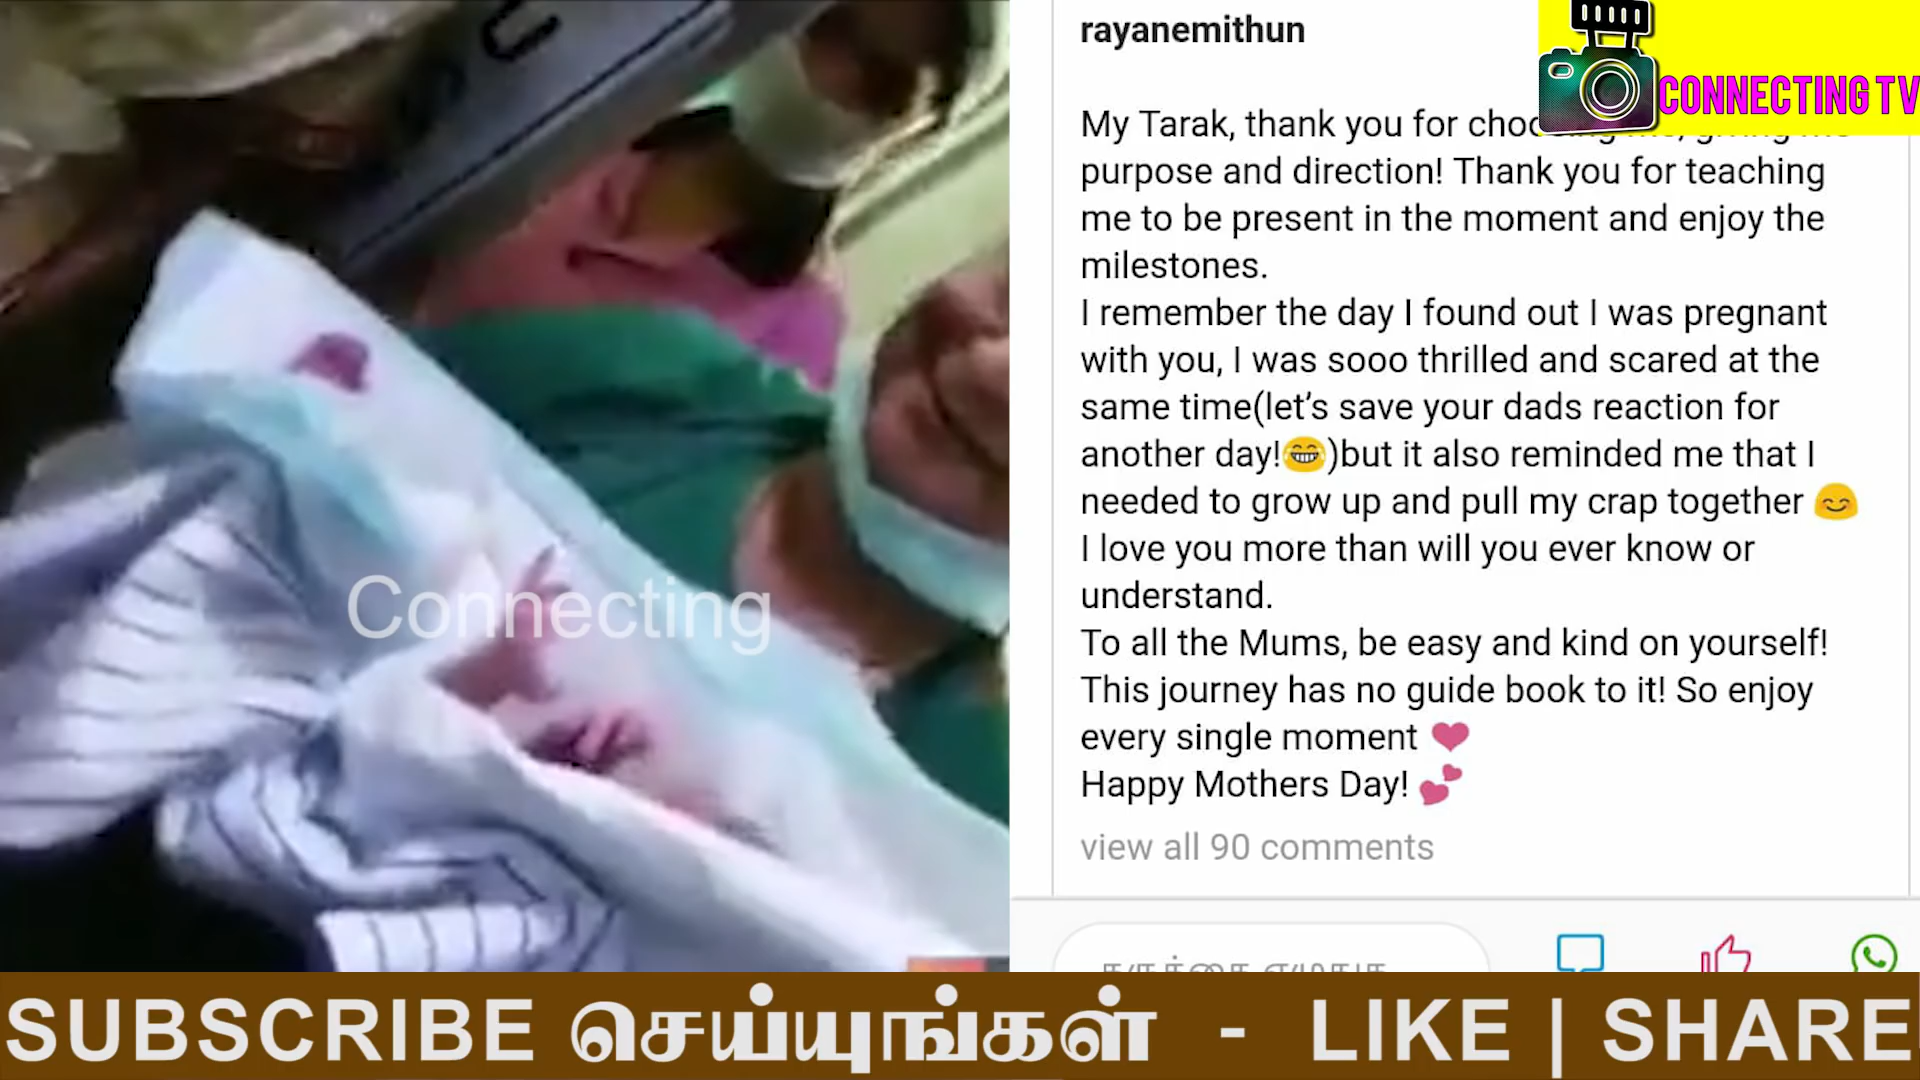 rayanemithun
CONNECTING TV
My Tarak, thank you for
purpose and direction! Thank you for teaching
me to be present in the moment and enjoy the
milestones.
I remember the day I found out I was pregnant
with you, I was sooo thrilled and scared at the
same time(let’s save your dads reaction for
another day!😂)but it also reminded me that I
needed to grow up and pull my crap together 😊
I love you more than will you ever know or
understand.
To all the Mums, be easy and kind on yourself!
This journey has no guide book to it! So enjoy
every single moment ❤
Happy Mothers Day! 💕
view all 90 comments
Connecting
SUBSCRIBE செய்யுங்கள் - LIKE | SHARE